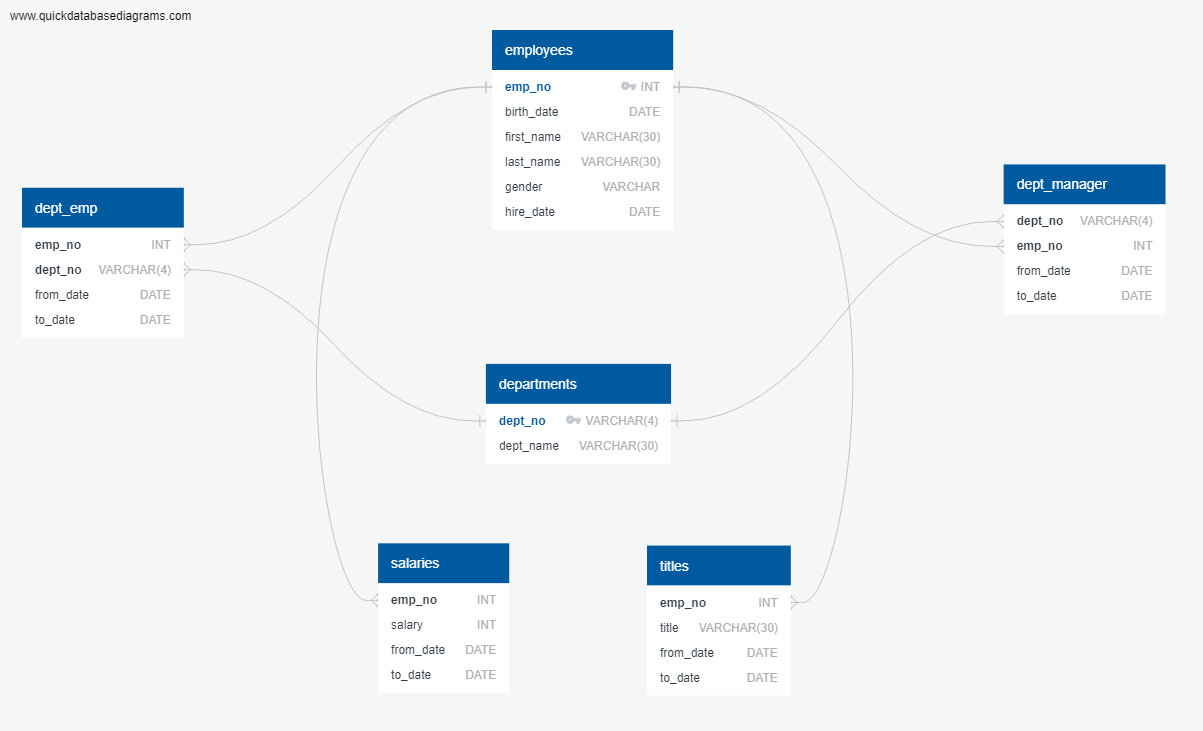 www.quickdatabasediagrams.com
employees
emp_no INT
birth_date DATE
first_name VARCHAR(30)
last_name VARCHAR(30)
gender VARCHAR
hire_date DATE
dept_emp
emp_no INT
dept_no VARCHAR(4)
from_date DATE
to_date DATE
dept_manager
dept_no VARCHAR(4)
emp_no INT
from_date DATE
to_date DATE
departments
dept_no VARCHAR(4)
dept_name VARCHAR(30)
salaries
emp_no INT
salary INT
from_date DATE
to_date DATE
titles
emp_no INT
title VARCHAR(30)
from_date DATE
to_date DATE